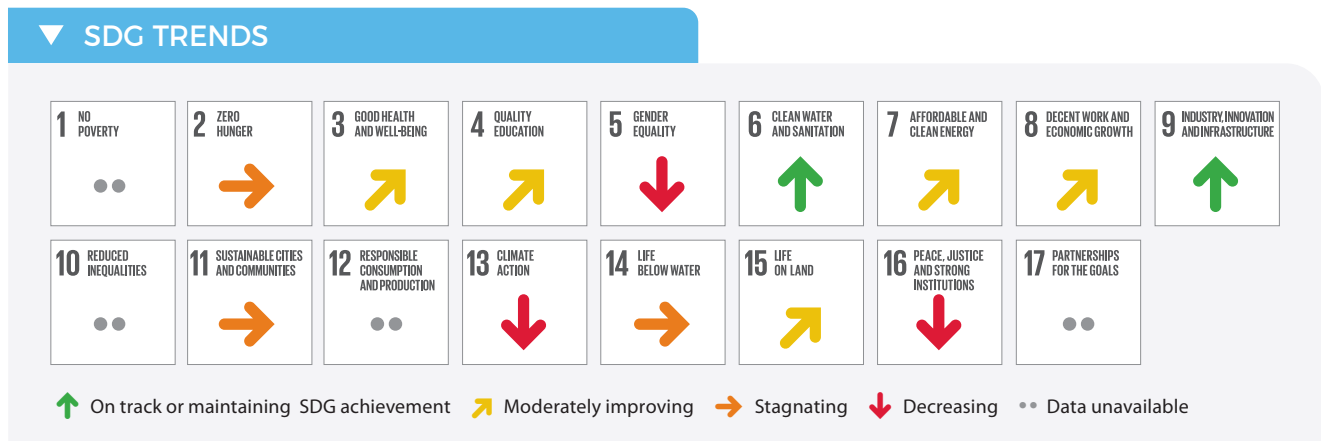 SDG TRENDS
1 NO
POVERTY
2 ZERO
HUNGER
3 GOOD HEALTH
AND WELL-BEING
4 QUALITY
EDUCATION
5 GENDER
EQUALITY
6 CLEAN WATER
AND SANITATION
7 AFFORDABLE AND
CLEAN ENERGY
8 DECENT WORK AND
ECONOMIC GROWTH
9 INDUSTRY, INNOVATION
AND INFRASTRUCTURE
10 REDUCED
INEQUALITIES
11 SUSTAINABLE CITIES
AND COMMUNITIES
12 RESPONSIBLE
CONSUMPTION
AND PRODUCTION
13 CLIMATE
ACTION
14 LIFE
BELOW WATER
15 LIFE
ON LAND
16 PEACE, JUSTICE
AND STRONG
INSTITUTIONS
17 PARTNERSHIPS
FOR THE GOALS
On track or maintaining SDG achievement Moderately improving Stagnating Decreasing Data unavailable